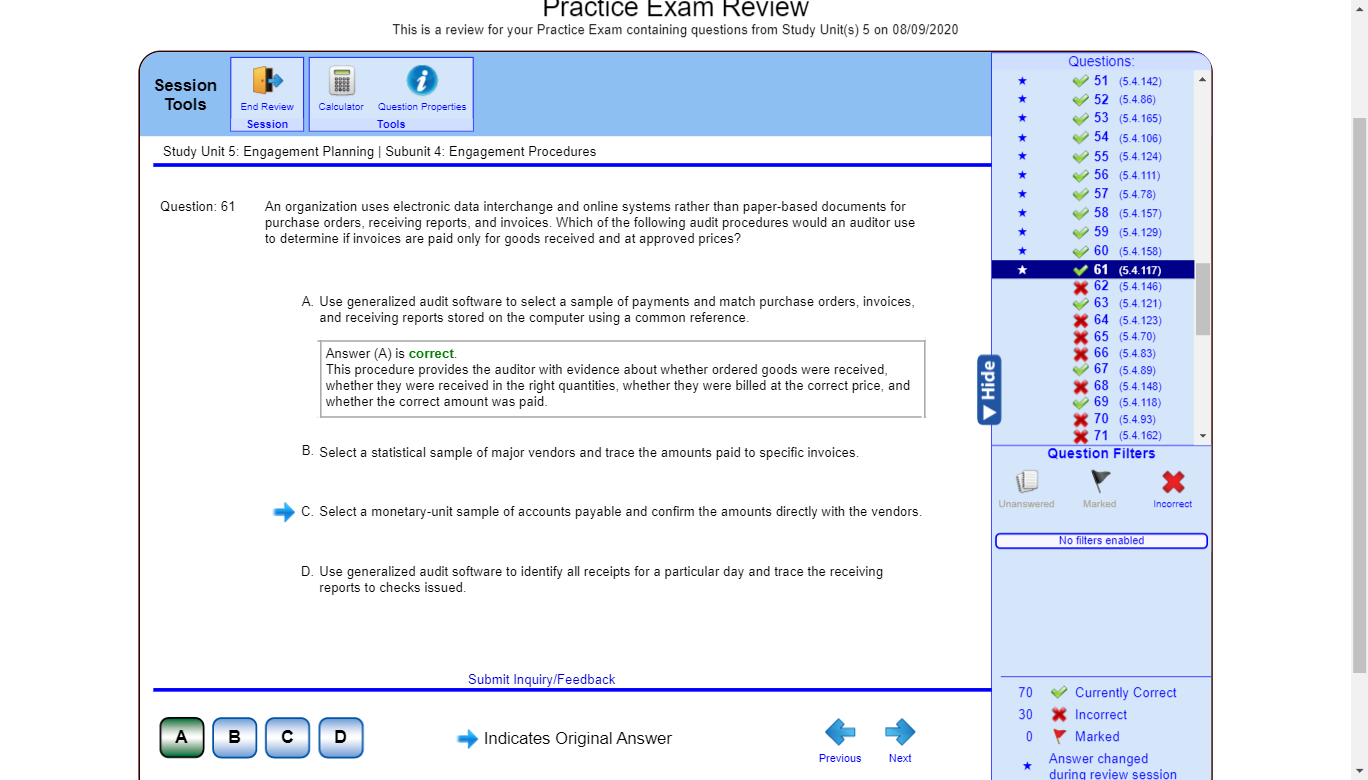 Practice Exam Review
This is a review for your Practice Exam containing questions from Study Unit(s) 5 on 08/09/2020
Session
Tools
End Review
Session
Calculator
Question Properties
Tools
Study Unit 5: Engagement Planning | Subunit 4: Engagement Procedures
Question: 61
An organization uses electronic data interchange and online systems rather than paper-based documents for
purchase orders, receiving reports, and invoices. Which of the following audit procedures would an auditor use
to determine if invoices are paid only for goods received and at approved prices?
A. Use generalized audit software to select a sample of payments and match purchase orders, invoices,
and receiving reports stored on the computer using a common reference.
Answer (A) is correct.
This procedure provides the auditor with evidence about whether ordered goods were received,
whether they were received in the right quantities, whether they were billed at the correct price, and
whether the correct amount was paid.
B. Select a statistical sample of major vendors and trace the amounts paid to specific invoices.
C. Select a monetary-unit sample of accounts payable and confirm the amounts directly with the vendors.
D. Use generalized audit software to identify all receipts for a particular day and trace the receiving
reports to checks issued.
Submit Inquiry/Feedback
A
B
C
D
Indicates Original Answer
Previous
Next
Questions:
51 (5.4.142)
52 (5.4.86)
53 (5.4.165)
54 (5.4.106)
55 (5.4.124)
56 (5.4.111)
57 (5.4.78)
58 (5.4.157)
59 (5.4.129)
60 (5.4.158)
61 (5.4.117)
62 (5.4.146)
63 (5.4.121)
64 (5.4.123)
65 (5.4.70)
66 (5.4.83)
67 (5.4.89)
68 (5.4.148)
69 (5.4.118)
70 (5.4.93)
71 (5.4.162)
Hide
Question Filters
Unanswered
Marked
Incorrect
No filters enabled
70 Currently Correct
30 Incorrect
0 Marked
Answer changed
during review session